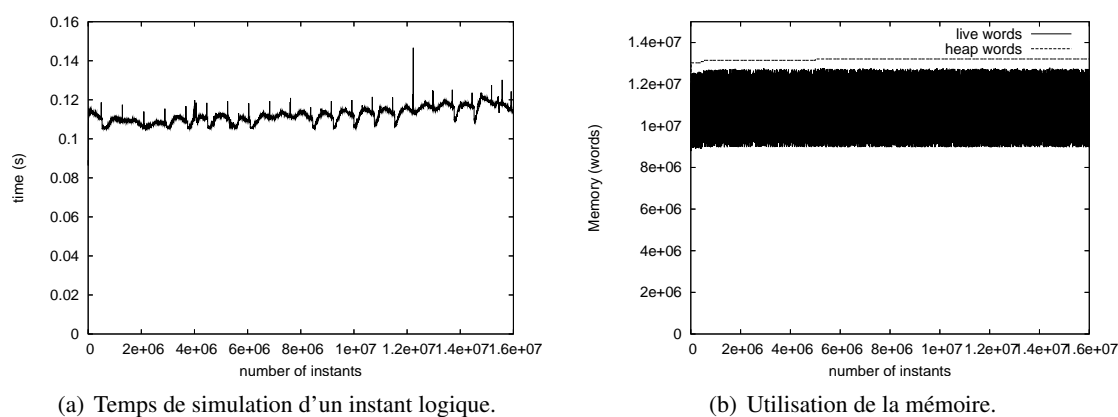 0.16
0.14
0.12
0.1
0.08
0.06
0.04
0.02
0
time (s)
0 2e+06 4e+06 6e+06 8e+06 1e+07 1.2e+07 1.4e+07 1.6e+07
number of instants
(a) Temps de simulation d'un instant logique.
live words
heap words
1.4e+07
1.2e+07
1e+07
8e+06
6e+06
4e+06
2e+06
0
Memory (words)
0 2e+06 4e+06 6e+06 8e+06 1e+07 1.2e+07 1.4e+07 1.6e+07
number of instants
(b) Utilisation de la mémoire.